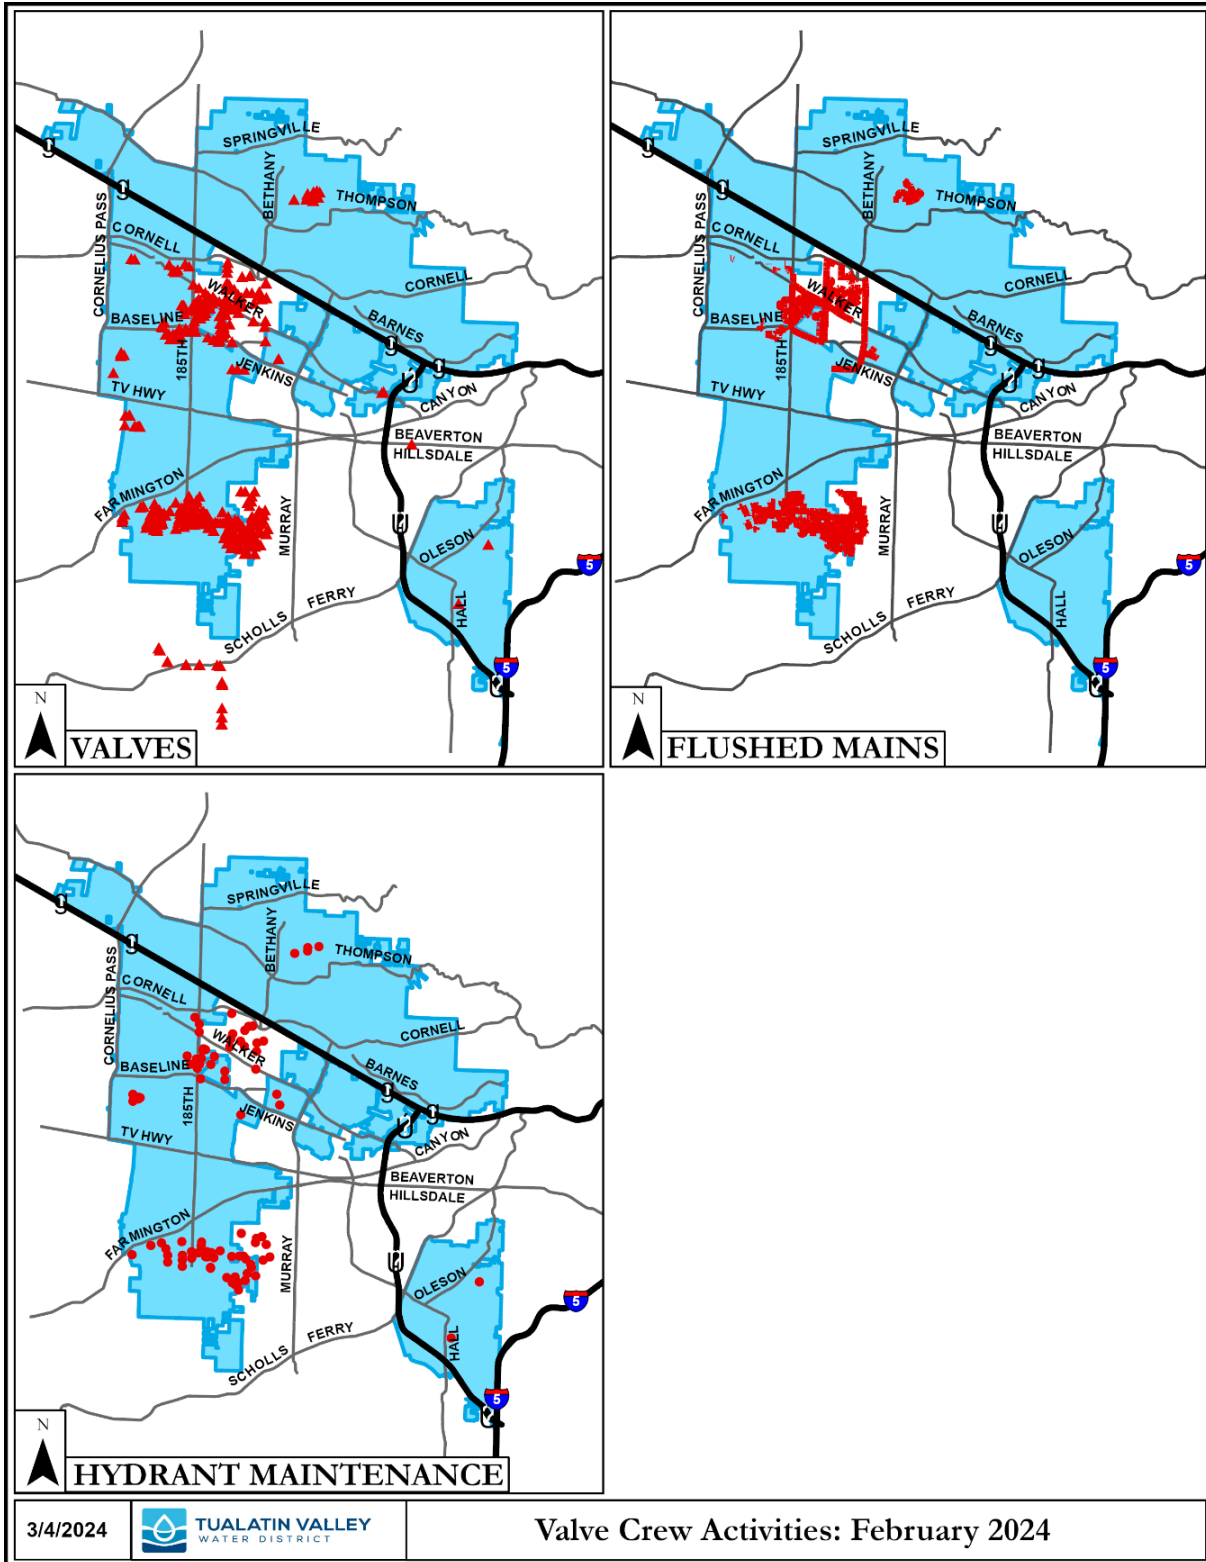 SPRINGVILLE
BETHANY
THOMPSON
CORNELIUS PASS
CORNELL
WALKER
CORNELL
BASELINE
BARNES
185TH
JENKINS
TV HWY
CANYON
BEAVERTON
HILLSDALE
FARMINGTON
MURRAY
OLESON
5
FERRY
HALL
SCHOLLS
5
N
VALVES
SPRINGVILLE
BETHANY
THOMPSON
CORNELIUS PASS
CORNELL
WALKER
CORNELL
BASELINE
BARNES
185TH
JENKINS
TV HWY
CANYON
BEAVERTON
HILLSDALE
FARMINGTON
MURRAY
OLESON
5
FERRY
HALL
SCHOLLS
5
N
FLUSHED MAINS
SPRINGVILLE
BETHANY
THOMPSON
CORNELIUS PASS
CORNELL
WALKER
CORNELL
BASELINE
BARNES
185TH
JENKINS
TV HWY
CANYON
BEAVERTON
HILLSDALE
FARMINGTON
MURRAY
OLESON
5
FERRY
HALL
SCHOLLS
5
N
HYDRANT MAINTENANCE
3/4/2024
TUALATIN VALLEY
WATER DISTRICT
Valve Crew Activities: February 2024